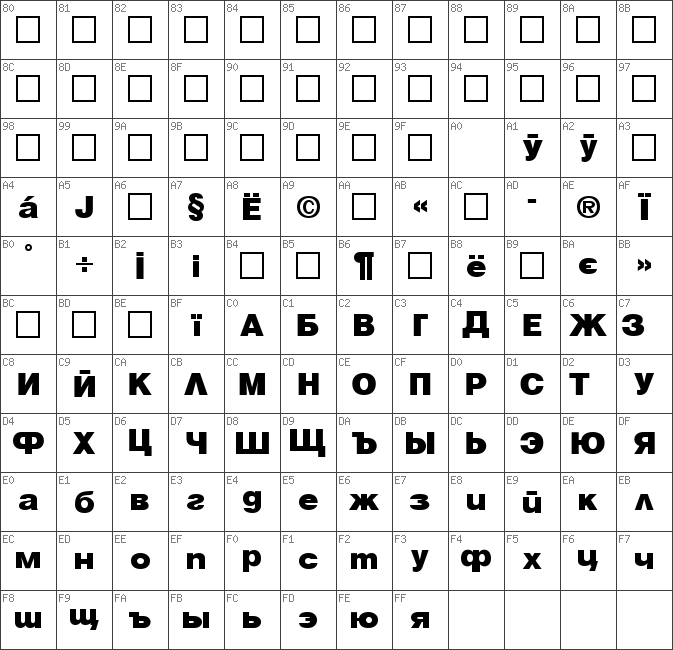 80 81 82 83 84 85 86 87 88 89 8A 8B
8C 8D 8E 8F 90 91 92 93 94 95 96 97
98 99 9A 9B 9C 9D 9E 9F A0 A1 A2 A3
Ў ў
A4 A5 A6 A7 A8 A9 AA AB AC AD AE AF
á J § Ё © « - ® Ї
B0 B1 B2 B3 B4 B5 B6 B7 B8 B9 BA BB
° ÷ І і ¶ ё є »
BC BD BE BF C0 C1 C2 C3 C4 C5 C6 C7
ї А Б В Г Д Е Ж З
C8 C9 CA CB CC CD CE CF D0 D1 D2 D3
И Й К Л М Н О П Р С Т У
D4 D5 D6 D7 D8 D9 DA DB DC DD DE DF
Ф Х Ц Ч Ш Щ Ъ Ы Ь Э Ю Я
E0 E1 E2 E3 E4 E5 E6 E7 E8 E9 EA EB
а б в г д е ж з и й к л
EC ED EE EF F0 F1 F2 F3 F4 F5 F6 F7
м н о п р с т у ф х ц ч
F8 F9 FA FB FC FD FE FF
ш щ ъ ы ь э ю я